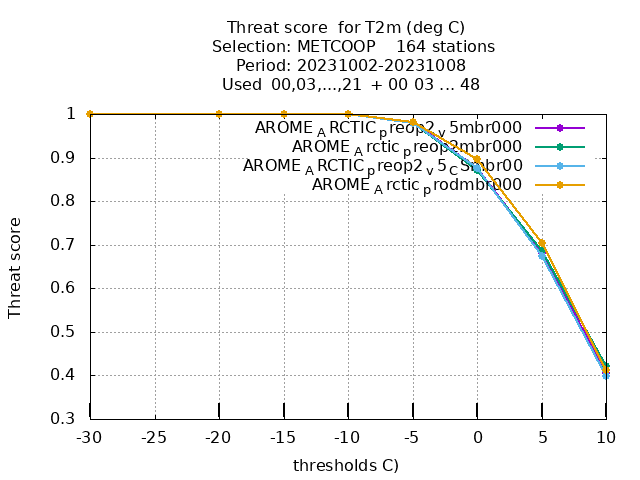 Threat score  for T2m (deg C)
Selection: METCOOP    164 stations
Period: 20231002-20231008
Used  00,03,...,21  + 00 03 ... 48
AROME_ARCTIC_preop2_v5mbr000
AROME_Arctic_preop2mbr000
AROME_ARCTIC_preop2_v5_CSmbr00
AROME_Arctic_prodmbr000
1
0.9
0.8
0.7
0.6
0.5
0.4
0.3
Threat score
-30 -25 -20 -15 -10 -5 0 5 10
thresholds C)